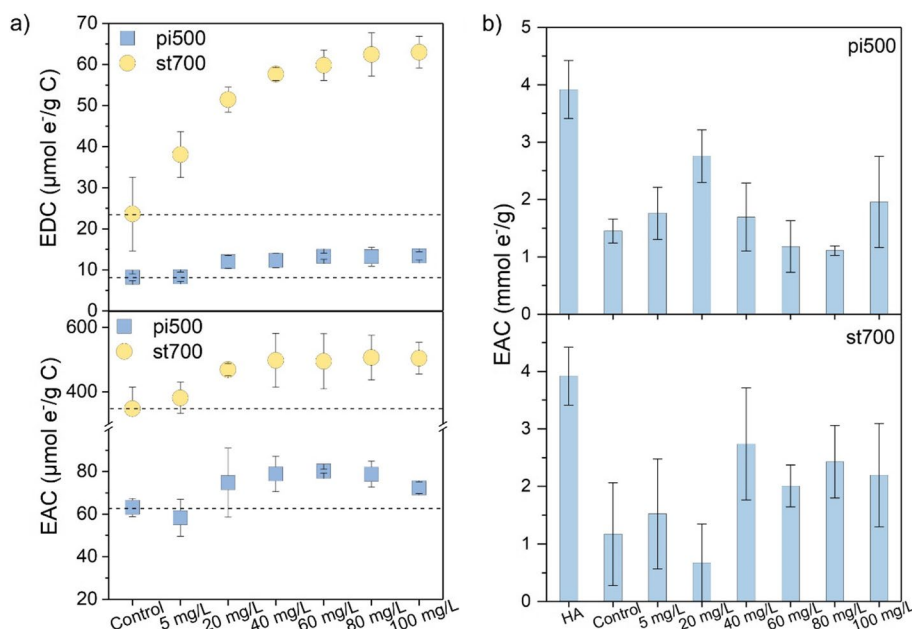 a)
pi500
st700
EDC (μmol e⁻/g C)
70
60
50
40
30
20
10
0
pi500
st700
EAC (μmol e⁻/g C)
600
400
80
60
40
20
Control
5 mg/L
20 mg/L
40 mg/L
60 mg/L
80 mg/L
100 mg/L
b)
pi500
5
4
3
2
1
0
EAC (mmol e⁻/g)
st700
4
3
2
1
0
HA
Control
5 mg/L
20 mg/L
40 mg/L
60 mg/L
80 mg/L
100 mg/L